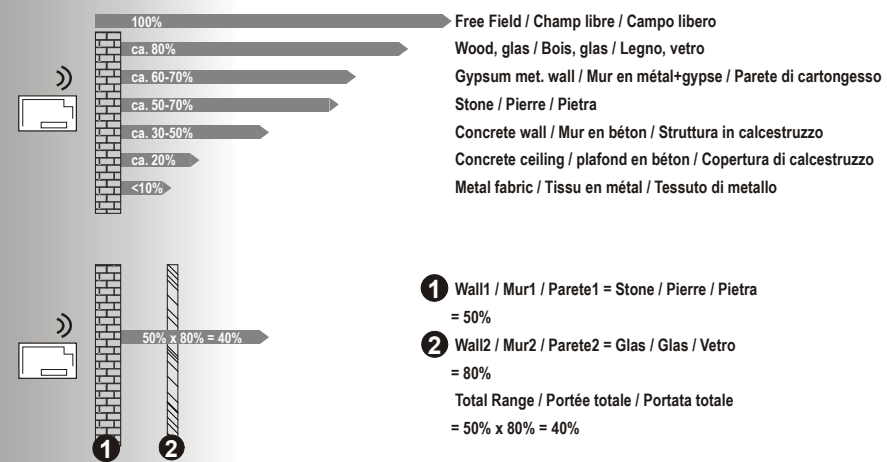 100% Free Field / Champ libre / Campo libero
ca. 80% Wood, glas / Bois, glas / Legno, vetro
ca. 60-70% Gypsum met. wall / Mur en métal+gypse / Parete di cartongesso
ca. 50-70% Stone / Pierre / Pietra
ca. 30-50% Concrete wall / Mur en béton / Struttura in calcestruzzo
ca. 20% Concrete ceiling / plafond en béton / Copertura di calcestruzzo
<10% Metal fabric / Tissu en métal / Tessuto di metallo
1 Wall1 / Mur1 / Parete1 = Stone / Pierre / Pietra
= 50%
50% x 80% = 40%
2 Wall2 / Mur2 / Parete2 = Glas / Glas / Vetro
= 80%
Total Range / Portée totale / Portata totale
= 50% x 80% = 40%
1 2